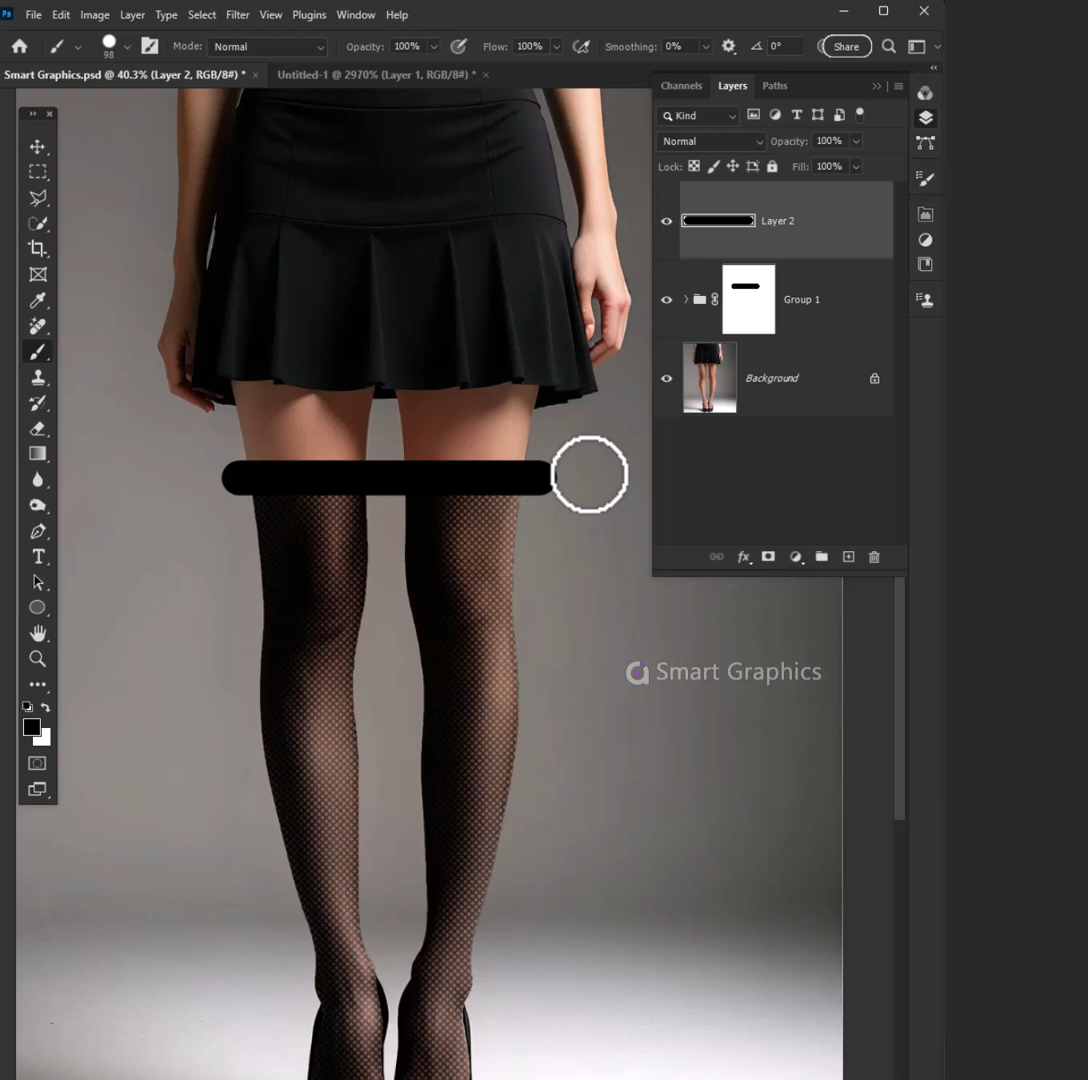 Ps File Edit Image Layer Type Select Filter View Plugins Window Help
98 Mode: Normal Opacity: 100% Flow: 100% Smoothing: 0% 0° Share
Smart Graphics.psd @ 40.3% (Layer 2, RGB/8#) * × Untitled-1 @ 2970% (Layer 1, RGB/8#) * ×
Channels Layers Paths
Kind
Normal Opacity: 100%
Lock: Fill: 100%
Layer 2
Group 1
Background
fx
Smart Graphics